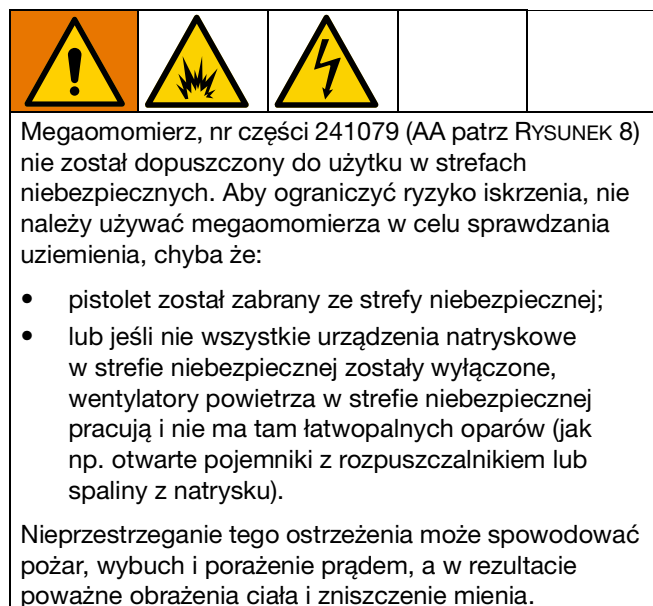 Megaomomierz, nr części 241079 (AA patrz RYSUNEK 8)
nie został dopuszczony do użytku w strefach
niebezpiecznych. Aby ograniczyć ryzyko iskrzenia, nie
należy używać megaomomierza w celu sprawdzania
uziemienia, chyba że:
• pistolet został zabrany ze strefy niebezpiecznej;
• lub jeśli nie wszystkie urządzenia natryskowe
w strefie niebezpiecznej zostały wyłączone,
wentylatory powietrza w strefie niebezpiecznej
pracują i nie ma tam łatwopalnych oparów (jak
np. otwarte pojemniki z rozpuszczalnikiem lub
spaliny z natrysku).
Nieprzestrzeganie tego ostrzeżenia może spowodować
pożar, wybuch i porażenie prądem, a w rezultacie
poważne obrażenia ciała i zniszczenie mienia.